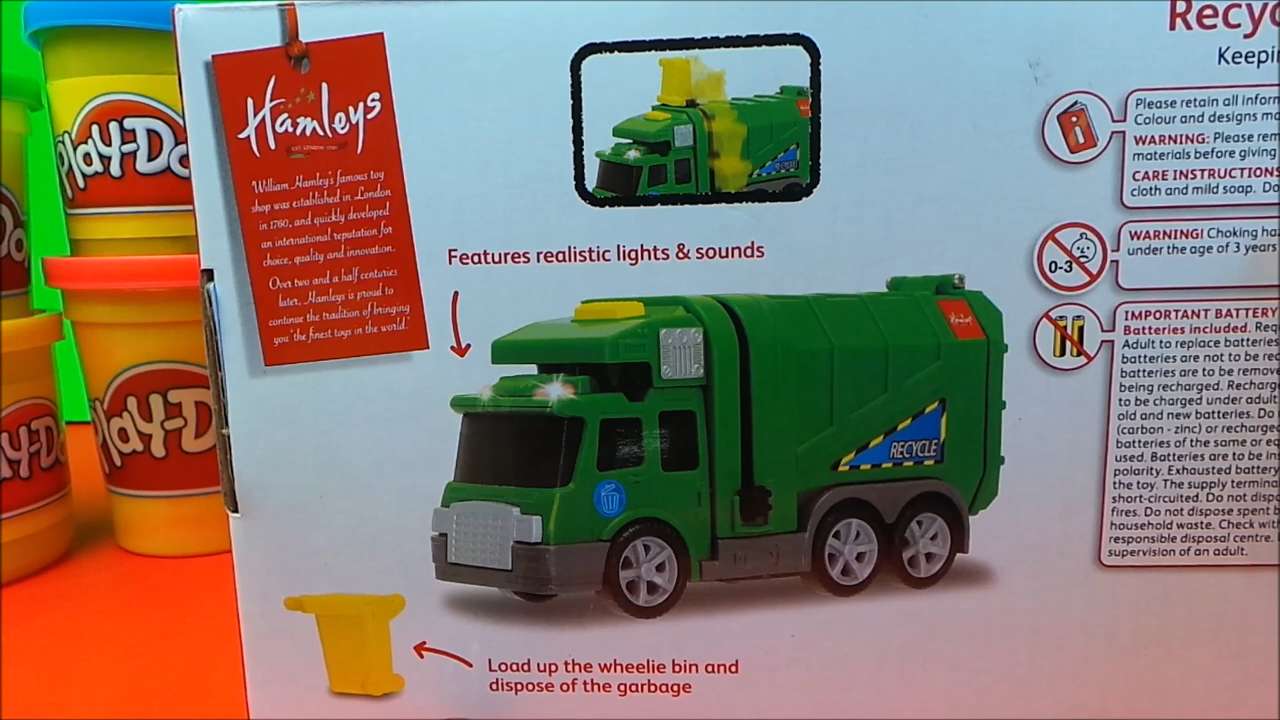 Recyc
Keepi
Hamleys
EST. LONDON 1760
William Hamley's famous toy
shop was established in London
in 1760, and quickly developed
an international reputation for
choice, quality and innovation.
Over two and a half centuries
later, Hamleys is proud to
continue the tradition of bringing
you 'the finest toys in the world.'
Play-Do
Play-D
Features realistic lights & sounds
Hamleys
RECYCLE
RECYCLE
Load up the wheelie bin and
dispose of the garbage
Please retain all inform
Colour and designs ma
WARNING: Please rem
materials before giving
CARE INSTRUCTIONS
cloth and mild soap. Do
0-3
WARNING! Choking haz
under the age of 3 years
IMPORTANT BATTERY
Batteries included. Req
Adult to replace batteries
batteries are not to be rec
batteries are to be remove
being recharged. Recharg
to be charged under adult
old and new batteries. Do
(carbon - zinc) or recharge
batteries of the same or eq
used. Batteries are to be ins
polarity. Exhausted battery
the toy. The supply termina
short-circuited. Do not disp
fires. Do not dispose spent b
household waste. Check wit
responsible disposal centre.
supervision of an adult.